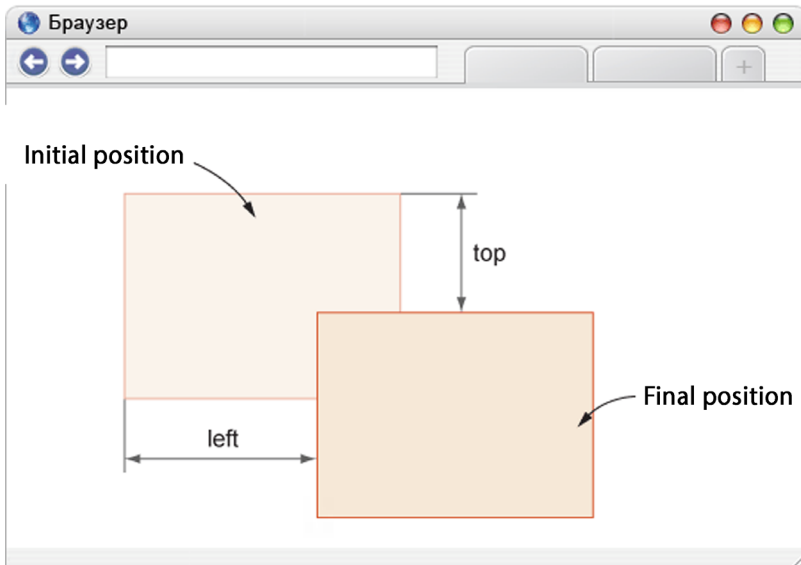 Браузер
+
Initial position
top
Final position
left